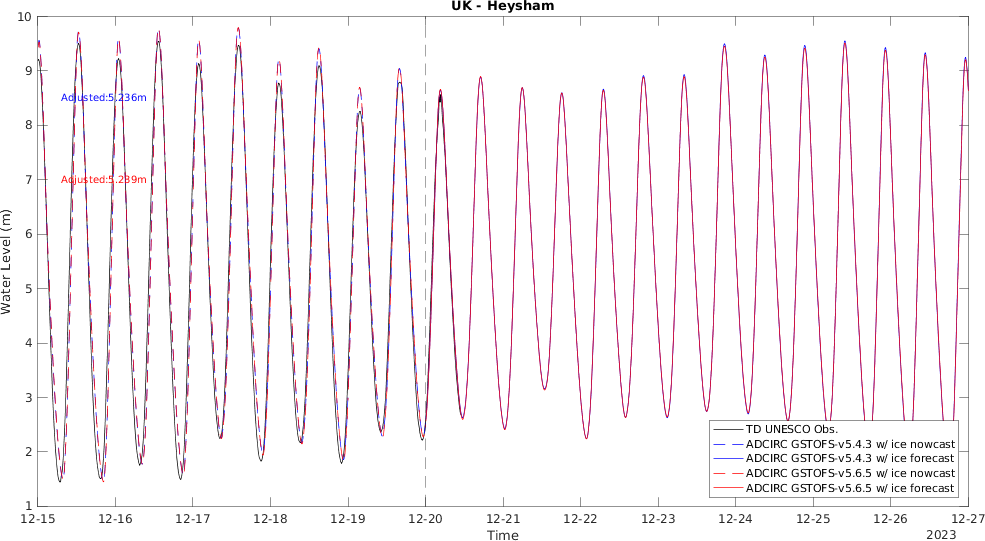 UK - Heysham
10
9
8
7
6
5
4
3
2
1
Water Level (m)
Adjusted:5.236m
Adjusted:5.239m
TD UNESCO Obs.
ADCIRC GSTOFS-v5.4.3 w/ ice nowcast
ADCIRC GSTOFS-v5.4.3 w/ ice forecast
ADCIRC GSTOFS-v5.6.5 w/ ice nowcast
ADCIRC GSTOFS-v5.6.5 w/ ice forecast
12-15 12-16 12-17 12-18 12-19 12-20 12-21 12-22 12-23 12-24 12-25 12-26 12-27
Time
2023